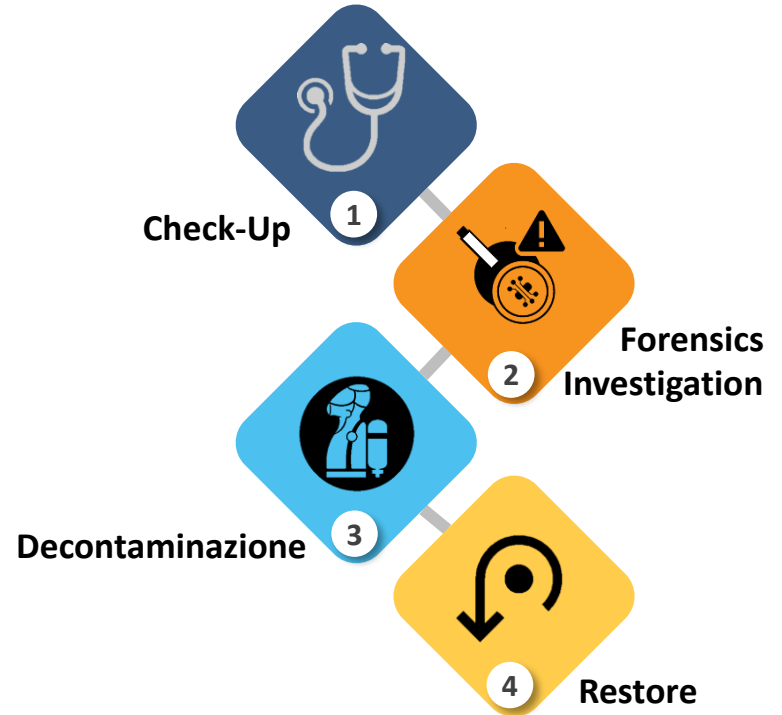 1
Check-Up
2
Forensics
Investigation
3
Decontaminazione
4
Restore